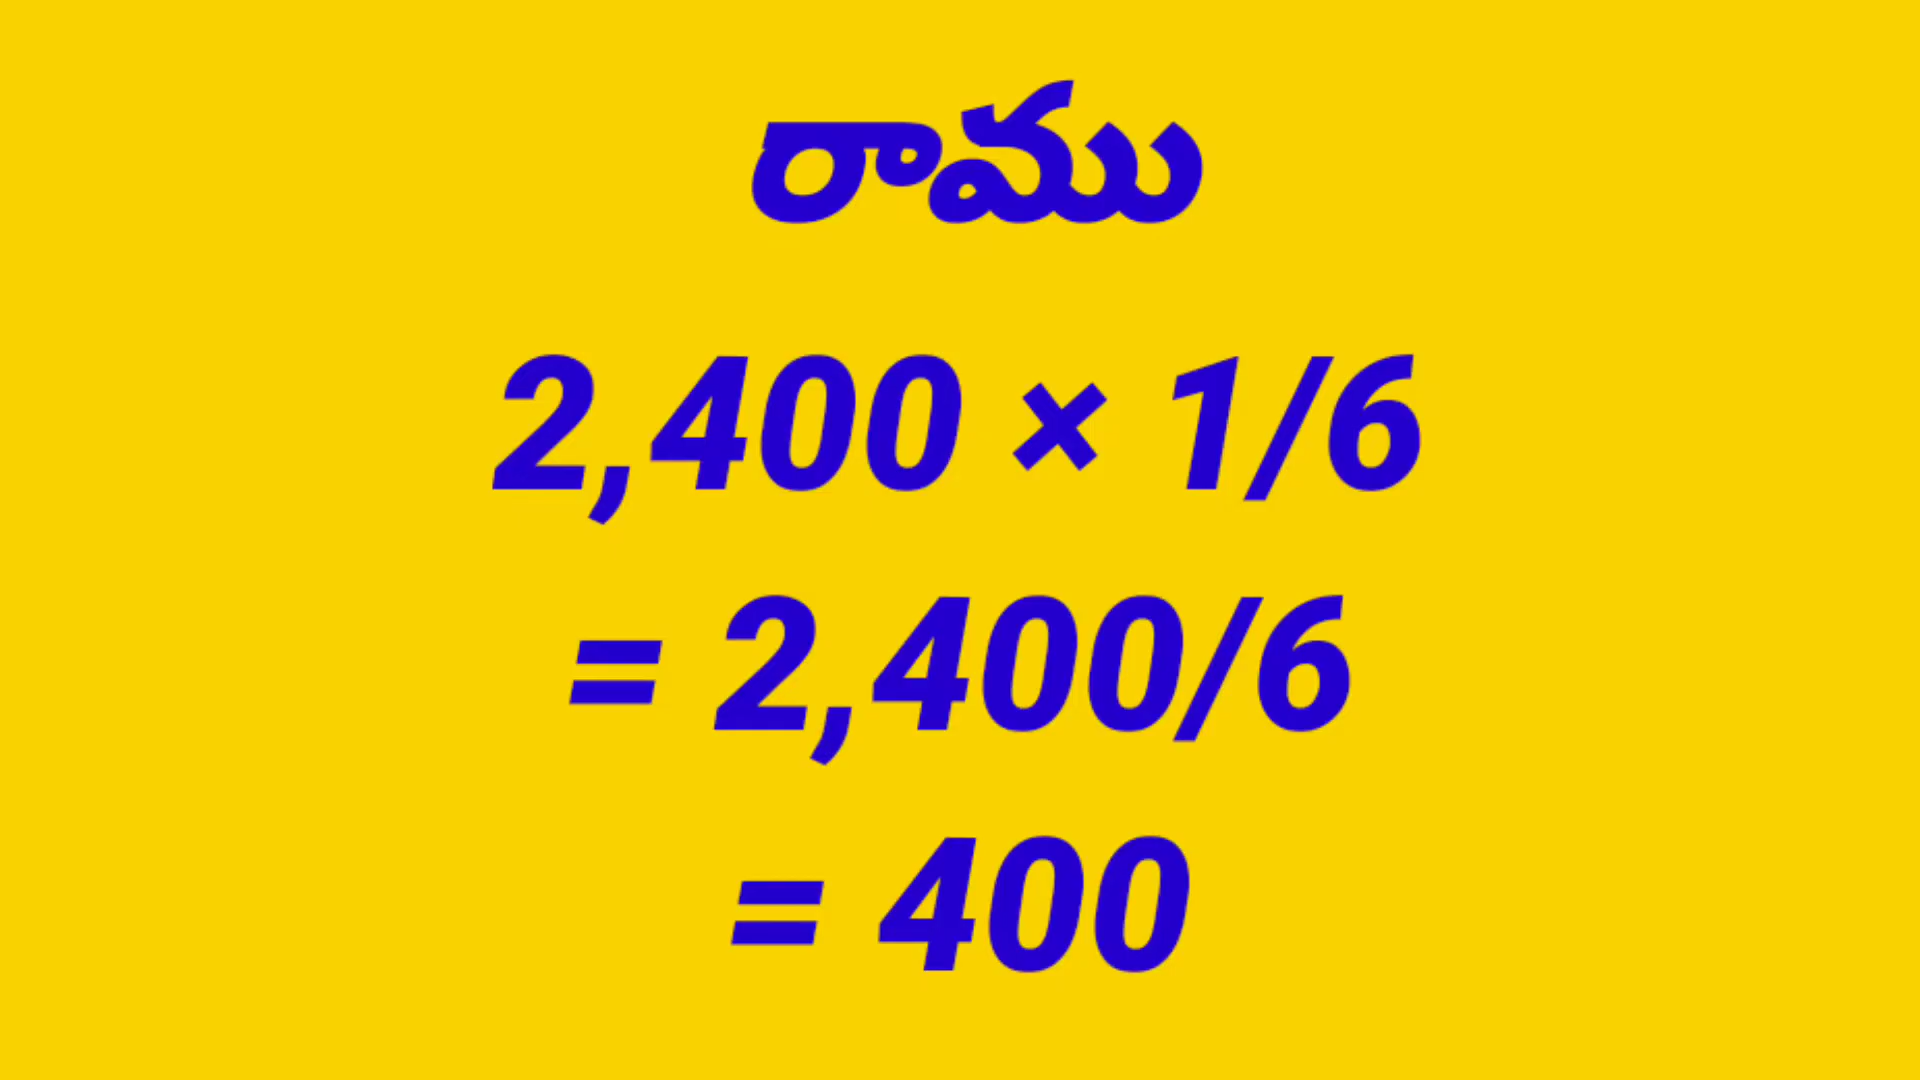 రాము
2,400 × 1/6
= 2,400/6
= 400